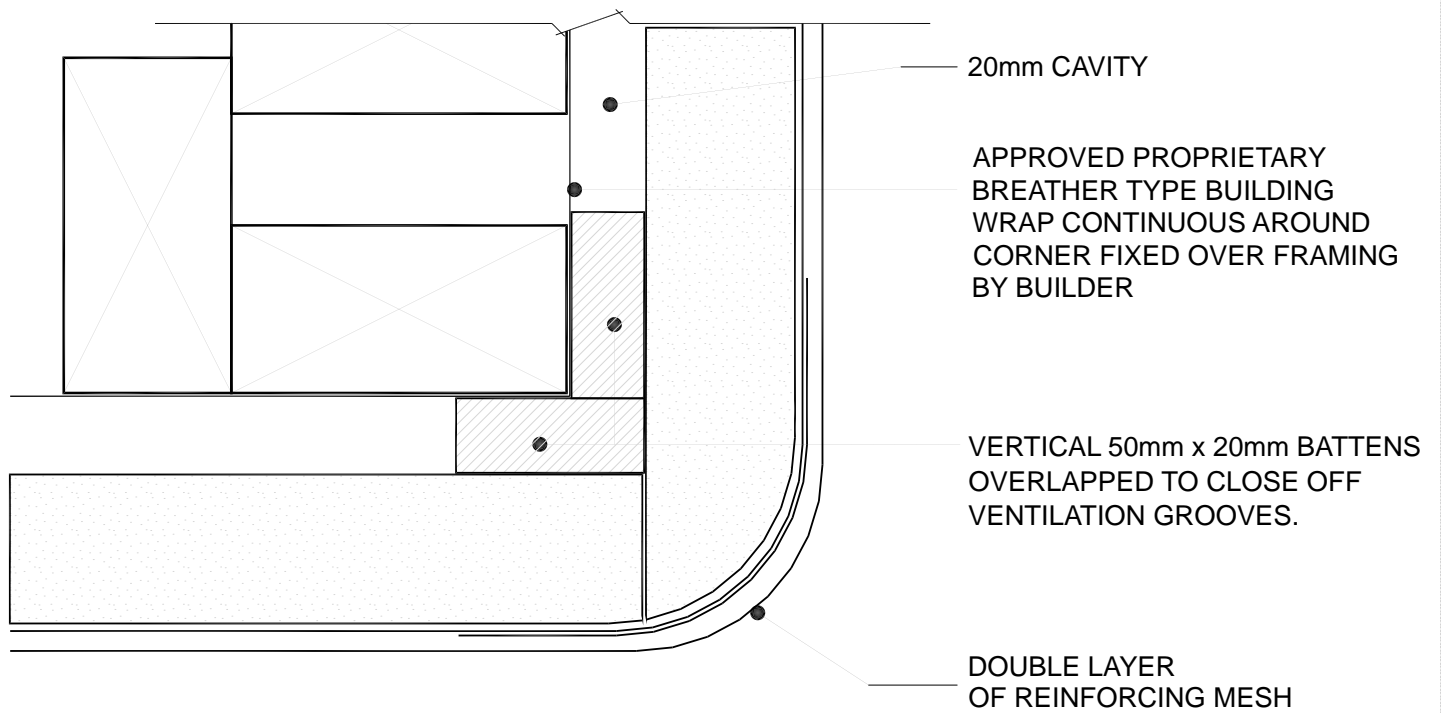 20mm CAVITY
APPROVED PROPRIETARY
BREATHER TYPE BUILDING
WRAP CONTINUOUS AROUND
CORNER FIXED OVER FRAMING
BY BUILDER
VERTICAL 50mm x 20mm BATTENS
OVERLAPPED TO CLOSE OFF
VENTILATION GROOVES.
DOUBLE LAYER
OF REINFORCING MESH